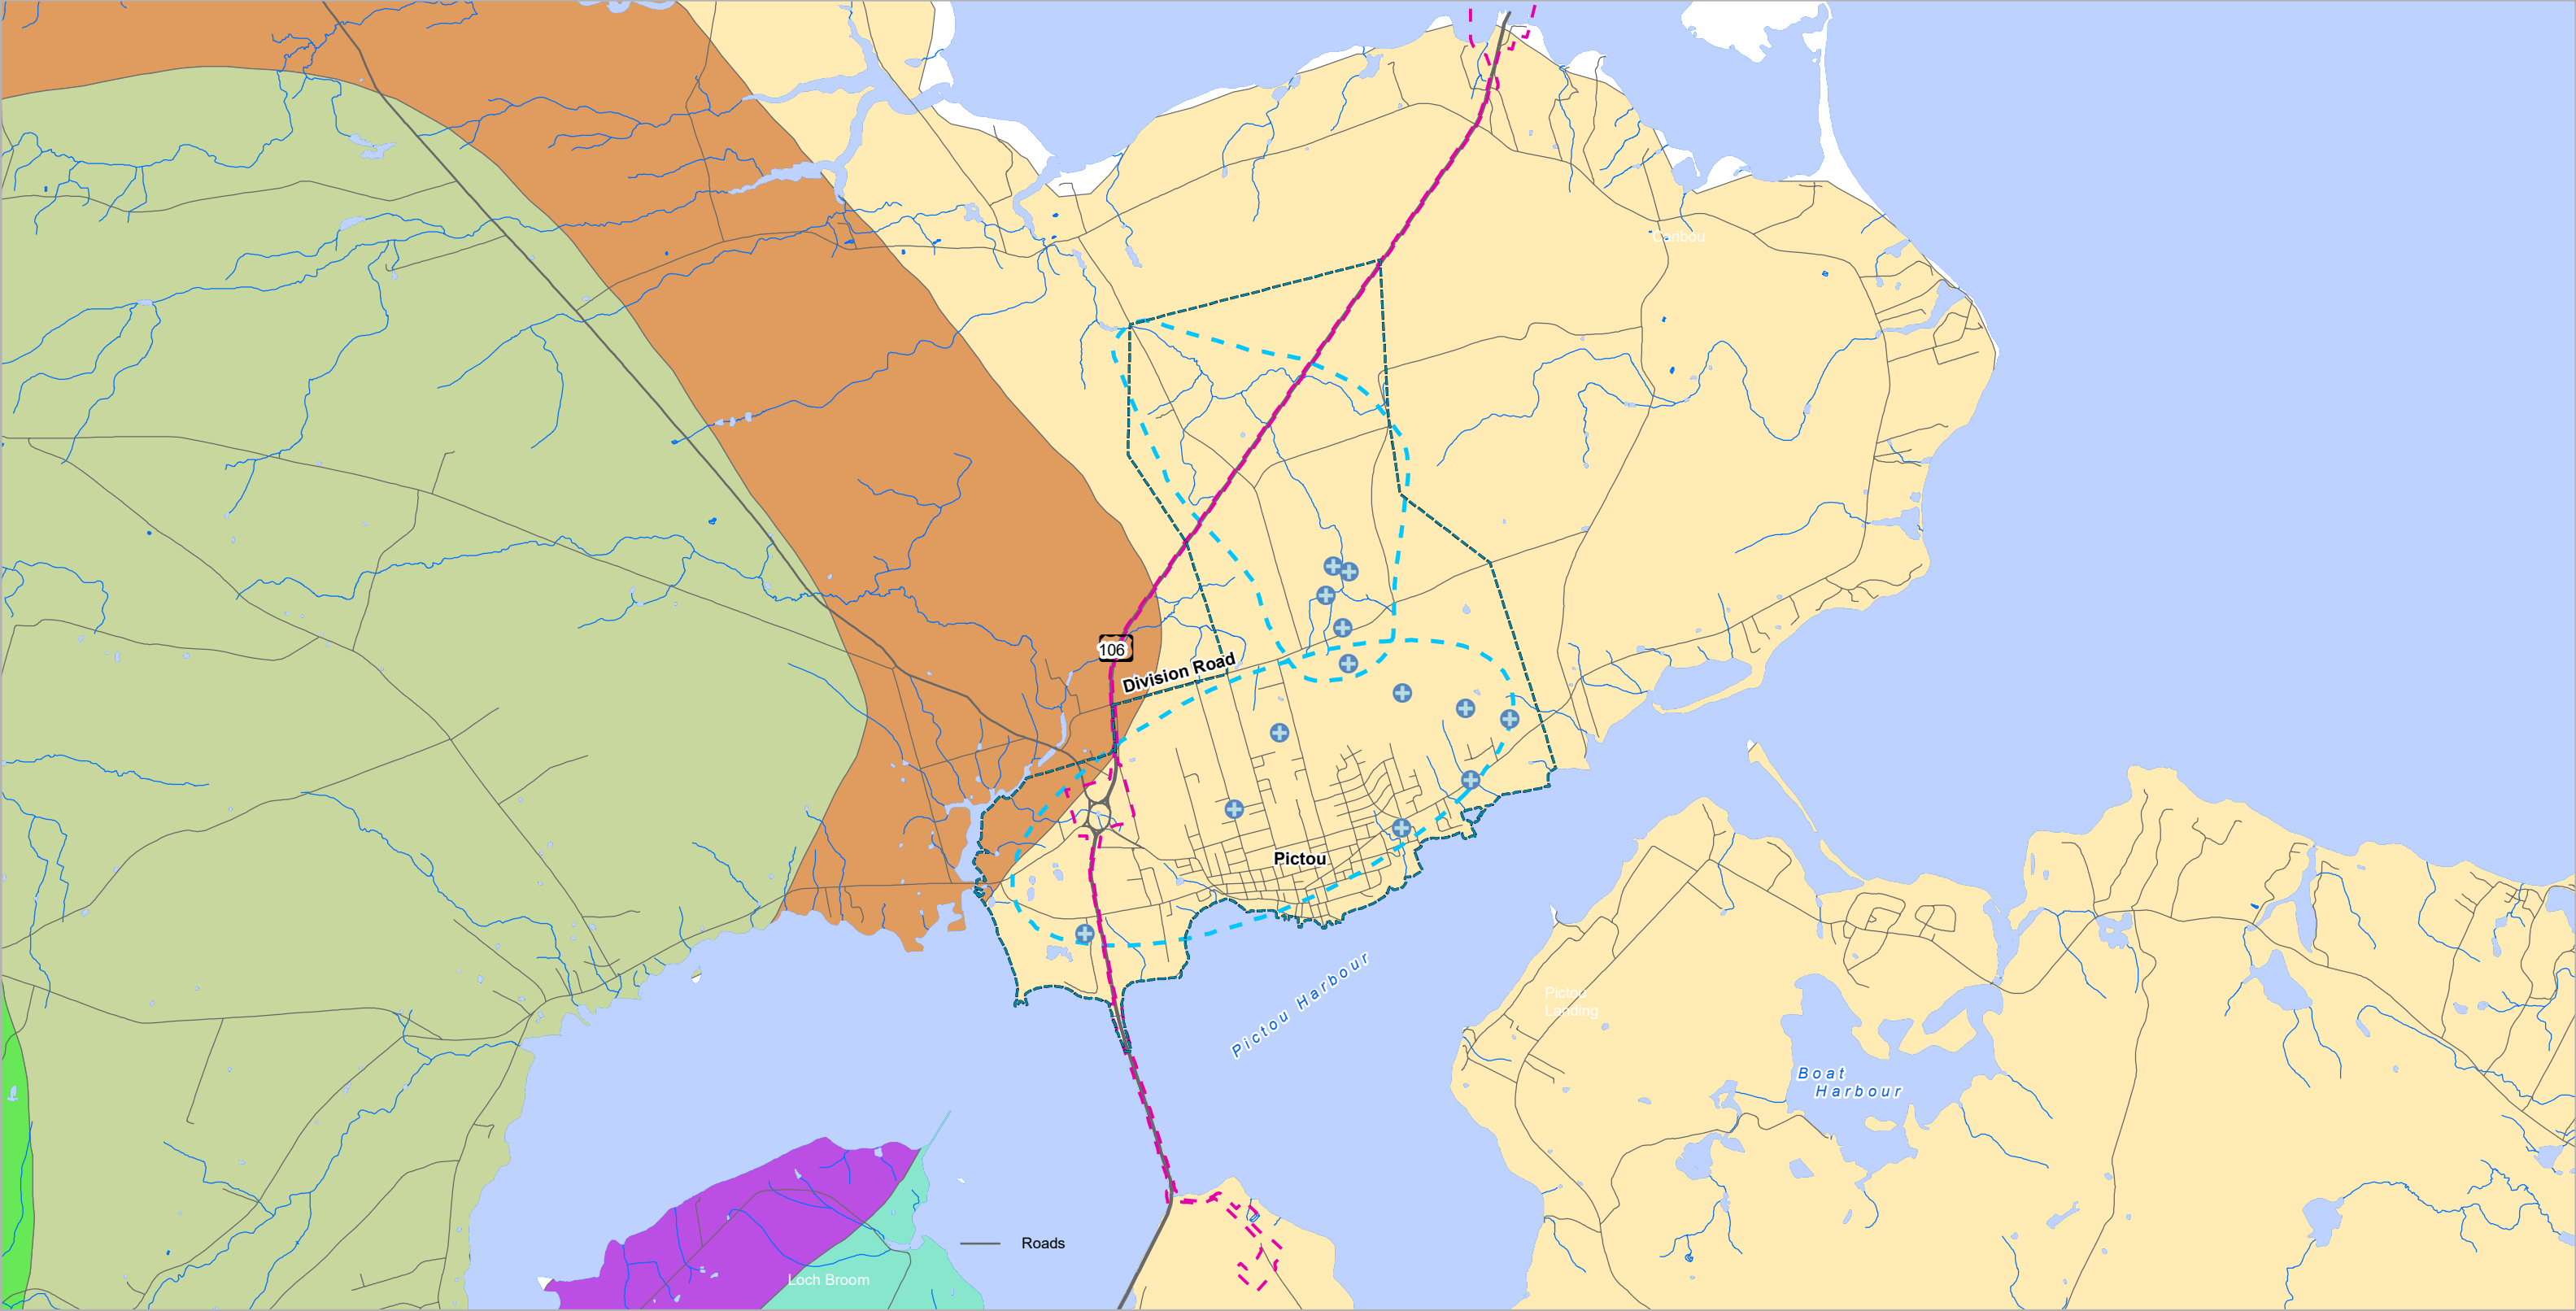 Caribou
106
Division Road
Pictou
Pictou Harbour
Pictou
Landing
Boat
Harbour
Roads
Loch Broom